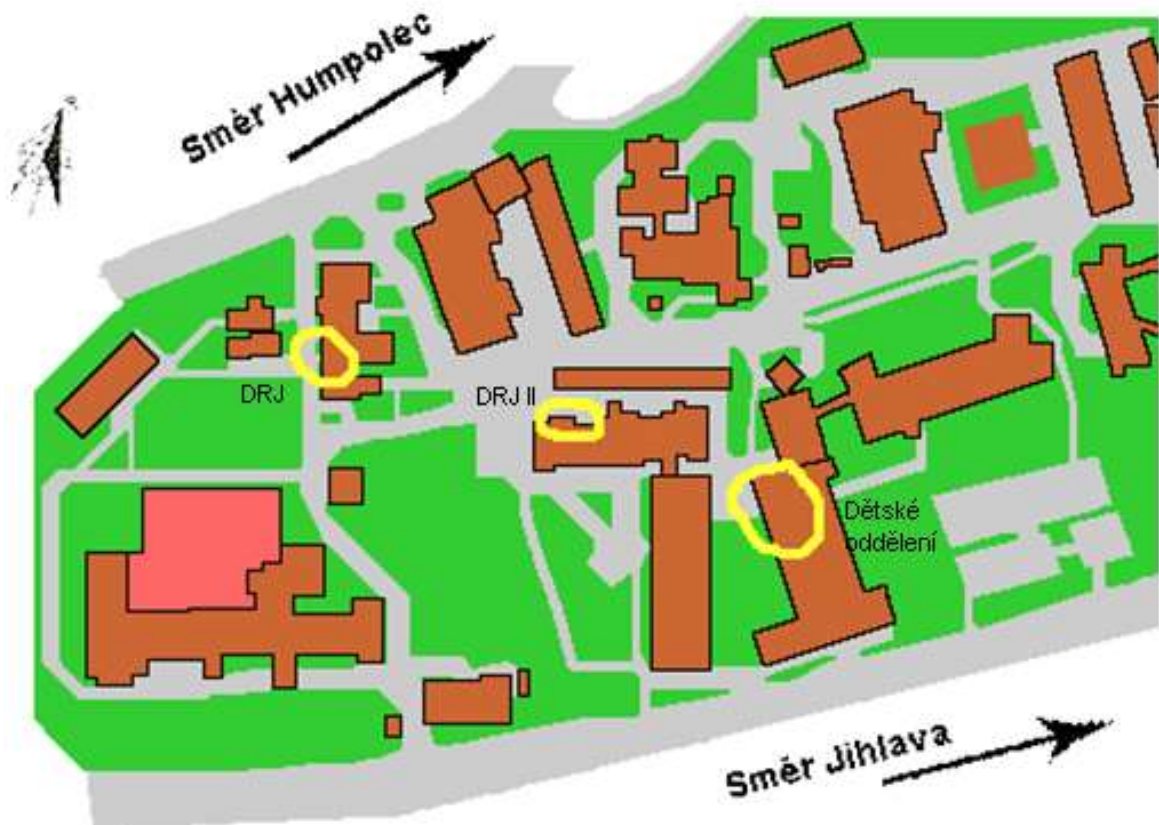 Směr Humpolec
DRJ
DRJ II
Dětské
oddělení
Směr Jihlava